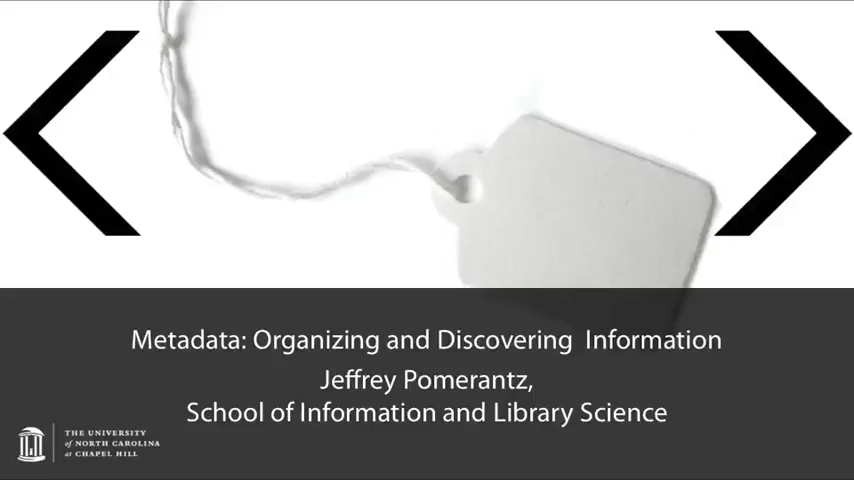 Metadata: Organizing and Discovering Information
Jeffrey Pomerantz,
School of Information and Library Science
THE UNIVERSITY
of NORTH CAROLINA
at CHAPEL HILL